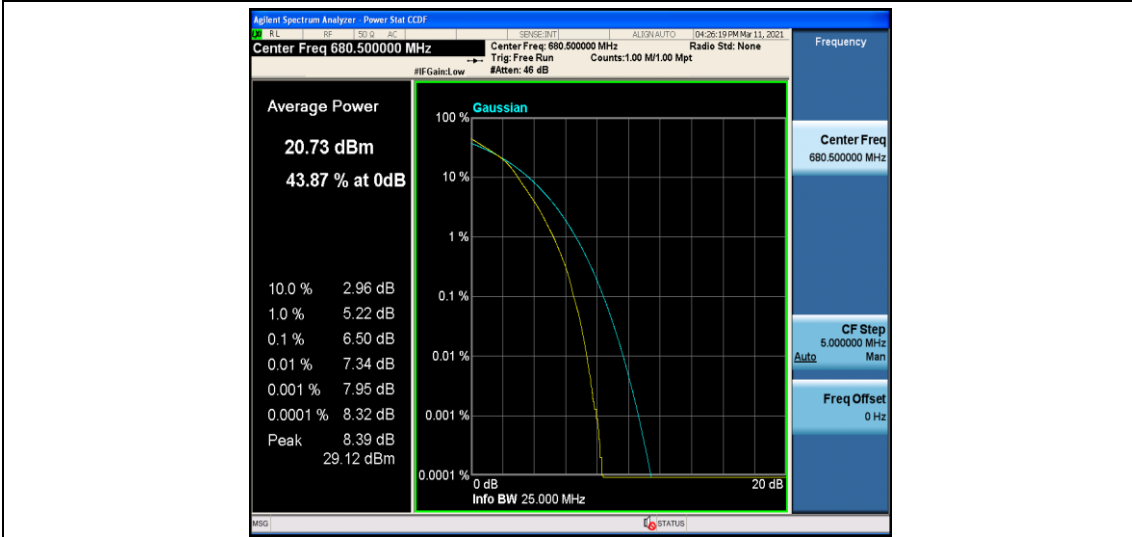 Agilent Spectrum Analyzer - Power Stat CCDF
RL RF 50 Ω AC SENSE:INT ALIGN AUTO 04:26:19 PM Mar 11, 2021
Center Freq 680.500000 MHz
Center Freq: 680.500000 MHz Radio Std: None
Trig: Free Run Counts:1.00 M/1.00 Mpt
#IFGain:Low #Atten: 46 dB
Frequency
Average Power
20.73 dBm
43.87 % at 0dB
10.0 % 2.96 dB
1.0 % 5.22 dB
0.1 % 6.50 dB
0.01 % 7.34 dB
0.001 % 7.95 dB
0.0001 % 8.32 dB
Peak 8.39 dB
29.12 dBm
Gaussian
100 %
10 %
1 %
0.1 %
0.01 %
0.001 %
0.0001 %
0 dB 20 dB
Info BW 25.000 MHz
Center Freq
680.500000 MHz
CF Step
5.000000 MHz
Auto Man
Freq Offset
0 Hz
MSG STATUS